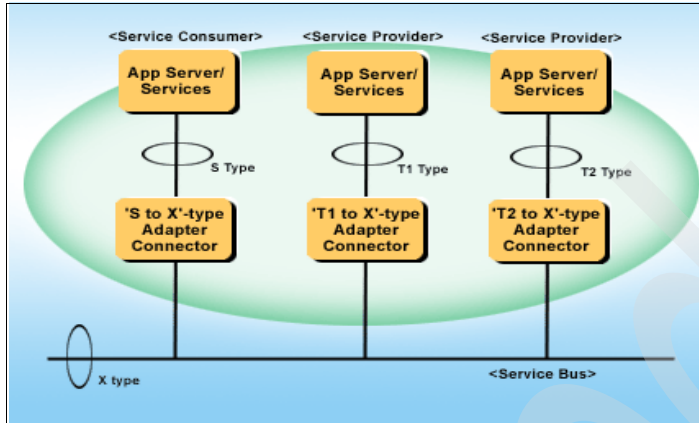 <Service Consumer>
<Service Provider>
<Service Provider>
App Server/
Services
App Server/
Services
App Server/
Services
S Type
T1 Type
T2 Type
'S to X'-type
Adapter
Connector
'T1 to X'-type
Adapter
Connector
'T2 to X'-type
Adapter
Connector
X type
<Service Bus>